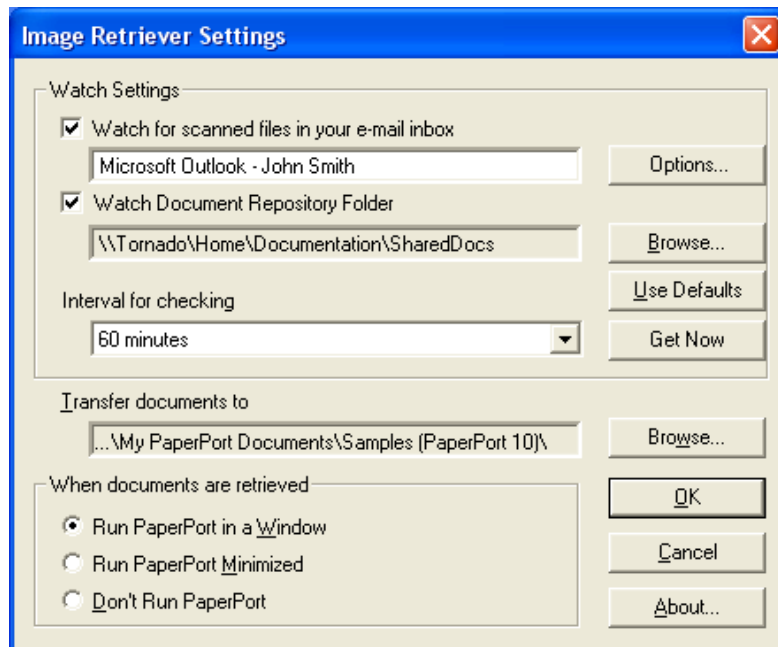 Image Retriever Settings
Watch Settings
Watch for scanned files in your e-mail inbox
Microsoft Outlook - John Smith
Options...
Watch Document Repository Folder
\\Tornado\Home\Documentation\SharedDocs
Browse...
Use Defaults
Interval for checking
60 minutes
Get Now
Transfer documents to
...\My PaperPort Documents\Samples (PaperPort 10)\
Browse...
When documents are retrieved
Run PaperPort in a Window
Run PaperPort Minimized
Don't Run PaperPort
OK
Cancel
About...